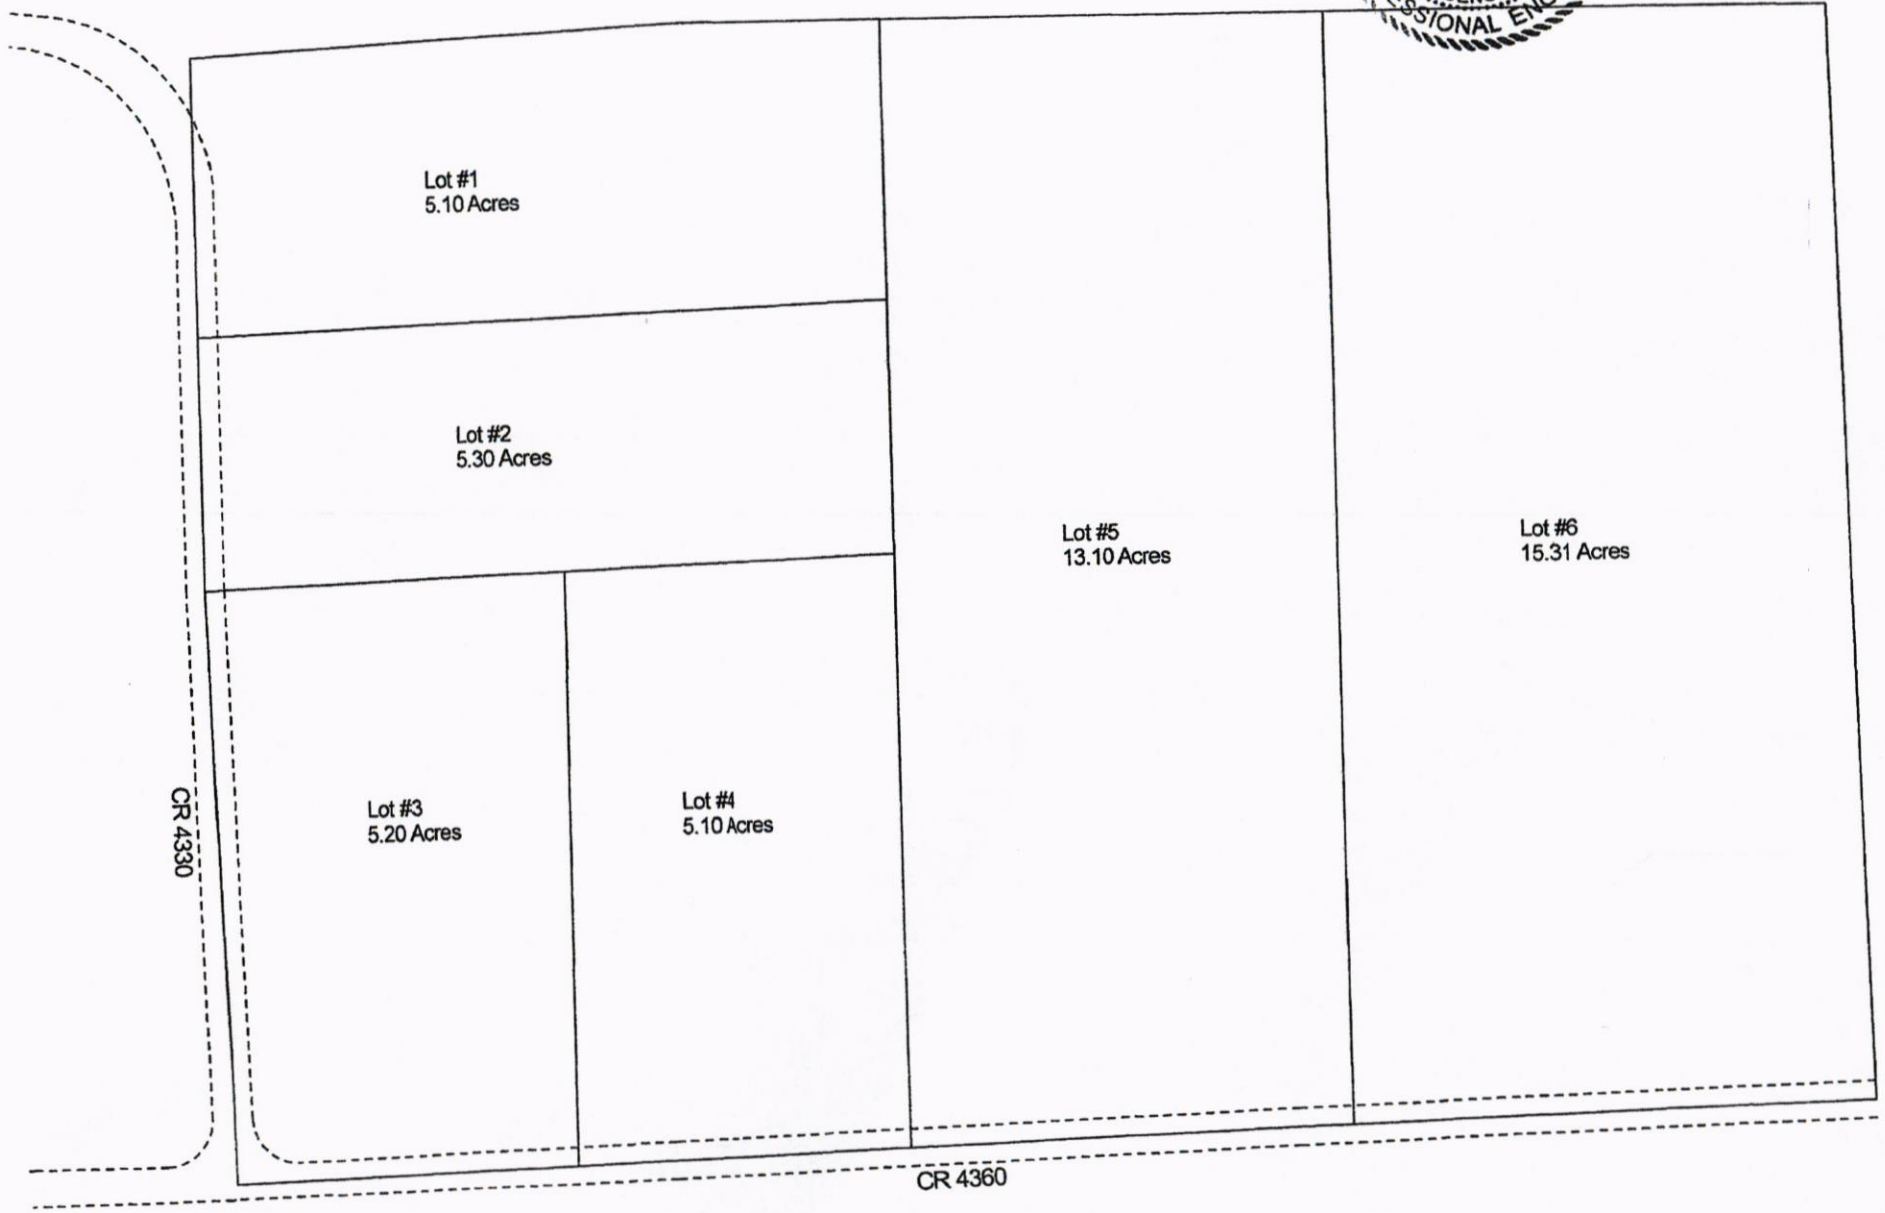 SSIONAL EN
Lot #1
5.10 Acres
Lot #2
5.30 Acres
Lot #5
13.10 Acres
Lot #6
15.31 Acres
Lot #3
5.20 Acres
Lot #4
5.10 Acres
CR 4330
CR 4360